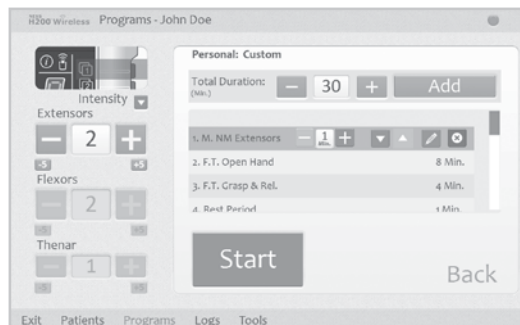 H200 Wireless Programs - John Doe
Intensity
Extensors
2
-5 +5
Flexors
2
-5 +5
Thenar
1
-5 +5
Personal: Custom
Total Duration: 30 Add
(Min.)
1. M. NM Extensors 1 Min.
2. F.T. Open Hand 8 Min.
3. F.T. Grasp & Rel. 4 Min.
4. Rest Period 1 Min.
Start
Back
Exit Patients Programs Logs Tools